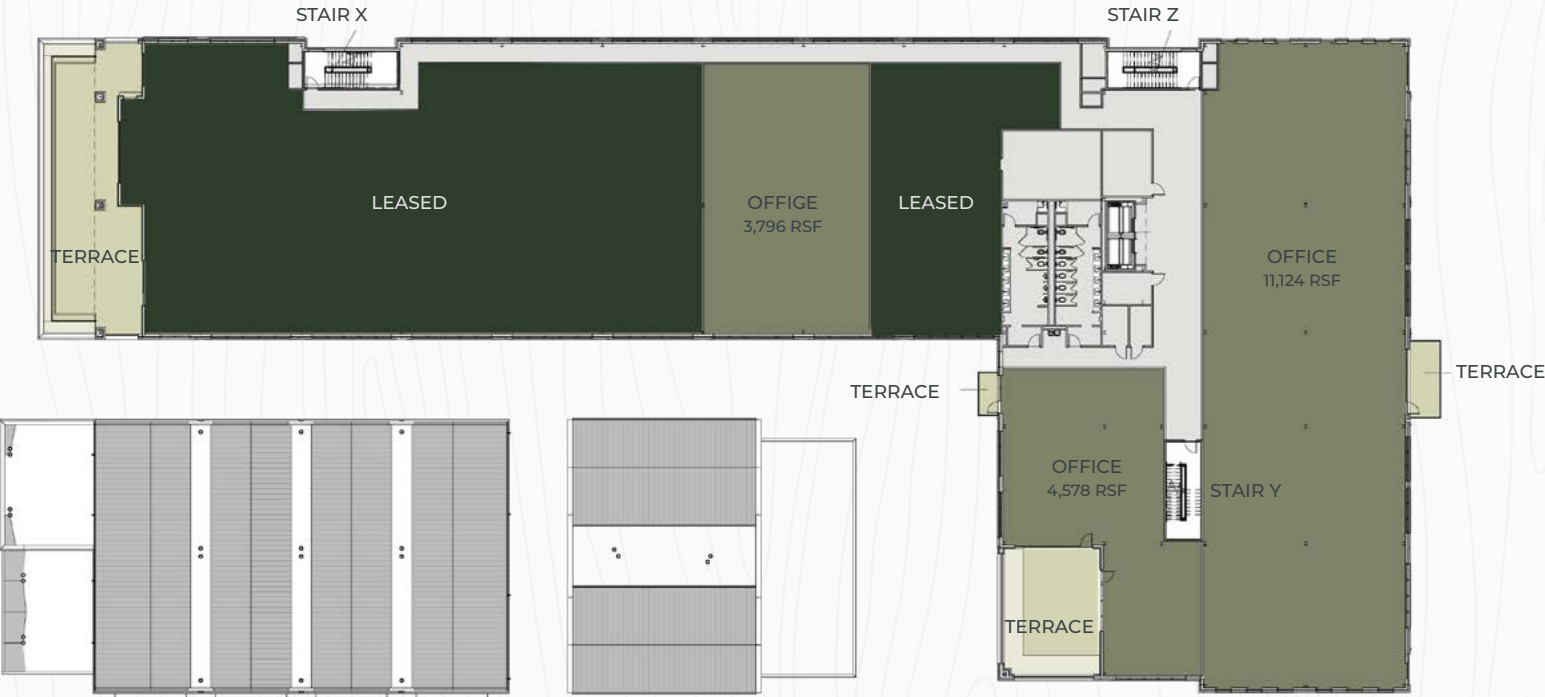 STAIR X
STAIR Z
LEASED
OFFIGE
3,796 RSF
LEASED
OFFICE
11,124 RSF
TERRACE
TERRACE
TERRACE
OFFICE
4,578 RSF
STAIR Y
TERRACE